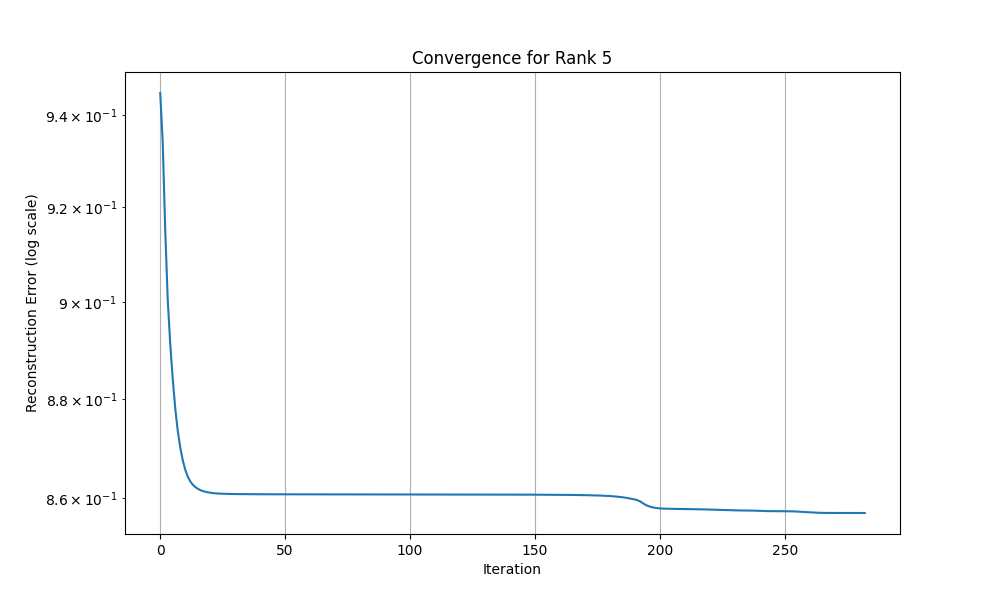 Convergence for Rank 5
Reconstruction Error (log scale)
9.4 × 10⁻¹
9.2 × 10⁻¹
9 × 10⁻¹
8.8 × 10⁻¹
8.6 × 10⁻¹
0 50 100 150 200 250
Iteration